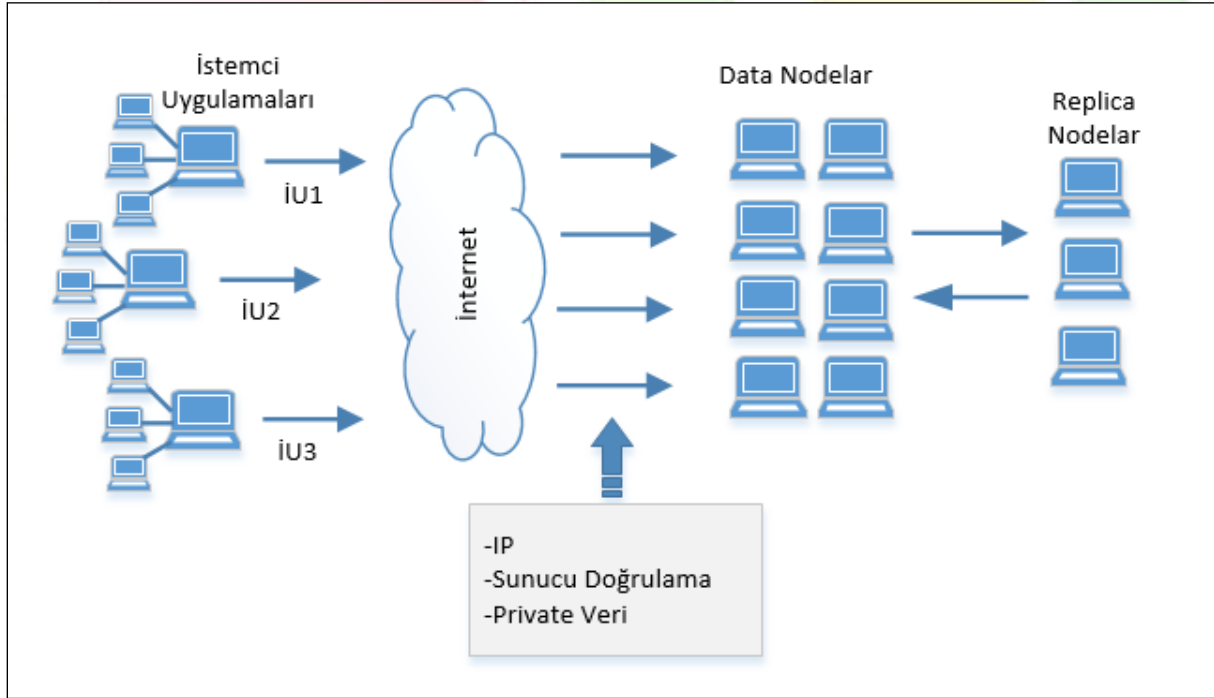 İstemci
Uygulamaları
İU1
İU2
İU3
İnternet
Data Nodelar
Replica
Nodelar
-IP
-Sunucu Doğrulama
-Private Veri